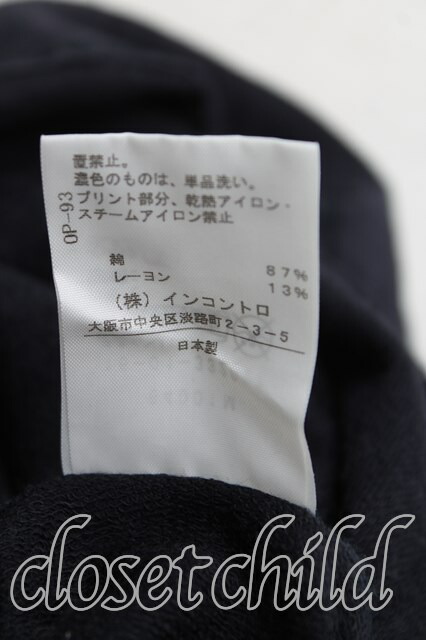 蔭禁止。
濃色のものは、単品洗い。
プリント部分、乾熱アイロン・
スチームアイロン禁止
OP-93
綿 87%
レーヨン 13%
(株)インコントロ
大阪市中央区淡路町2-3-5
日本製
closet child